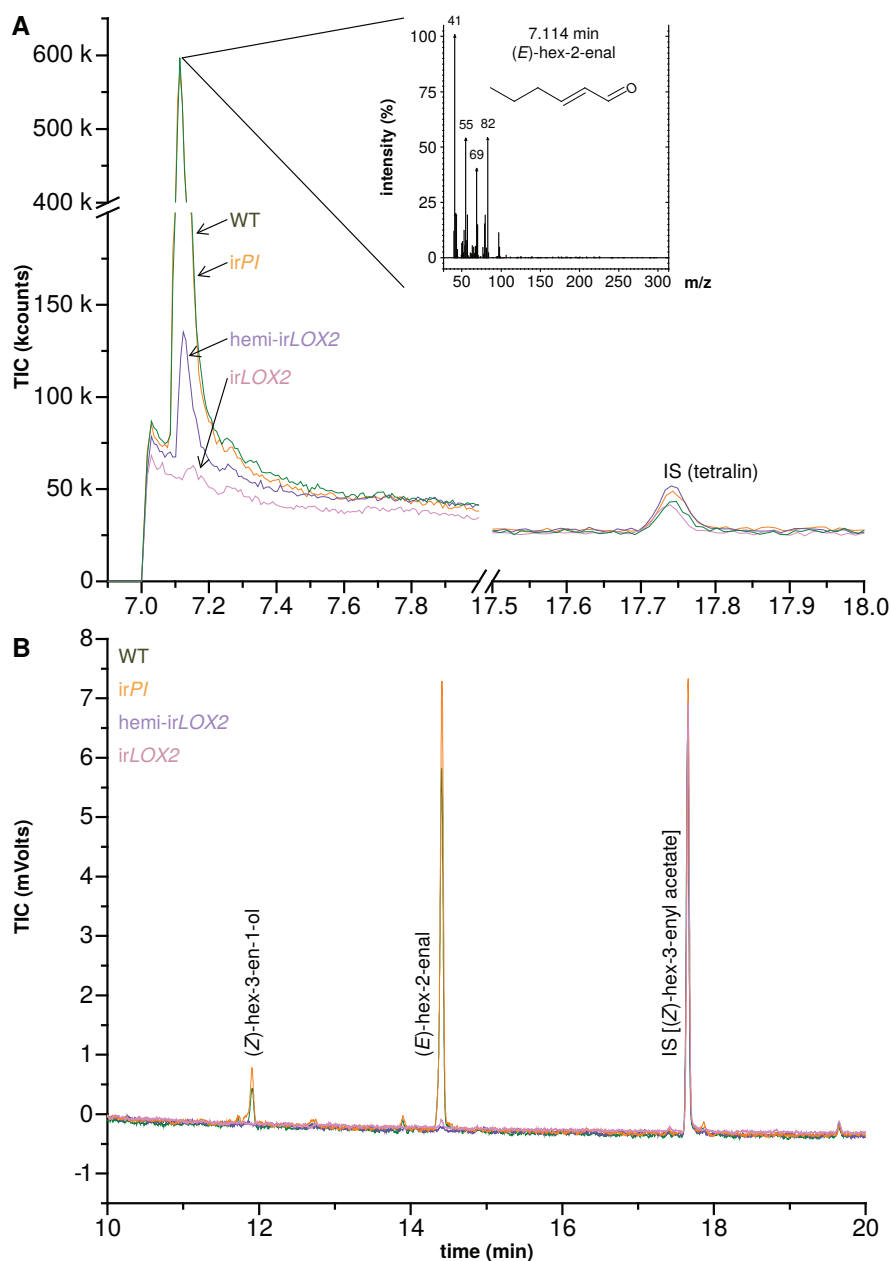 A
600 k
500 k
400 k
150 k
100 k
50 k
0
TIC (kcounts)
WT
irPI
hemi-irLOX2
irLOX2
7.114 min
(E)-hex-2-enal
O
100
75
50
25
0
intensity (%)
41
55
69
82
50 100 150 200 250 300 m/z
IS (tetralin)
7.0 7.2 7.4 7.6 7.8 17.5 17.6 17.7 17.8 17.9 18.0
B
8
7
6
5
4
3
2
1
0
-1
TIC (mVolts)
WT
irPI
hemi-irLOX2
irLOX2
(Z)-hex-3-en-1-ol
(E)-hex-2-enal
IS [(Z)-hex-3-enyl acetate]
10 12 14 16 18 20
time (min)